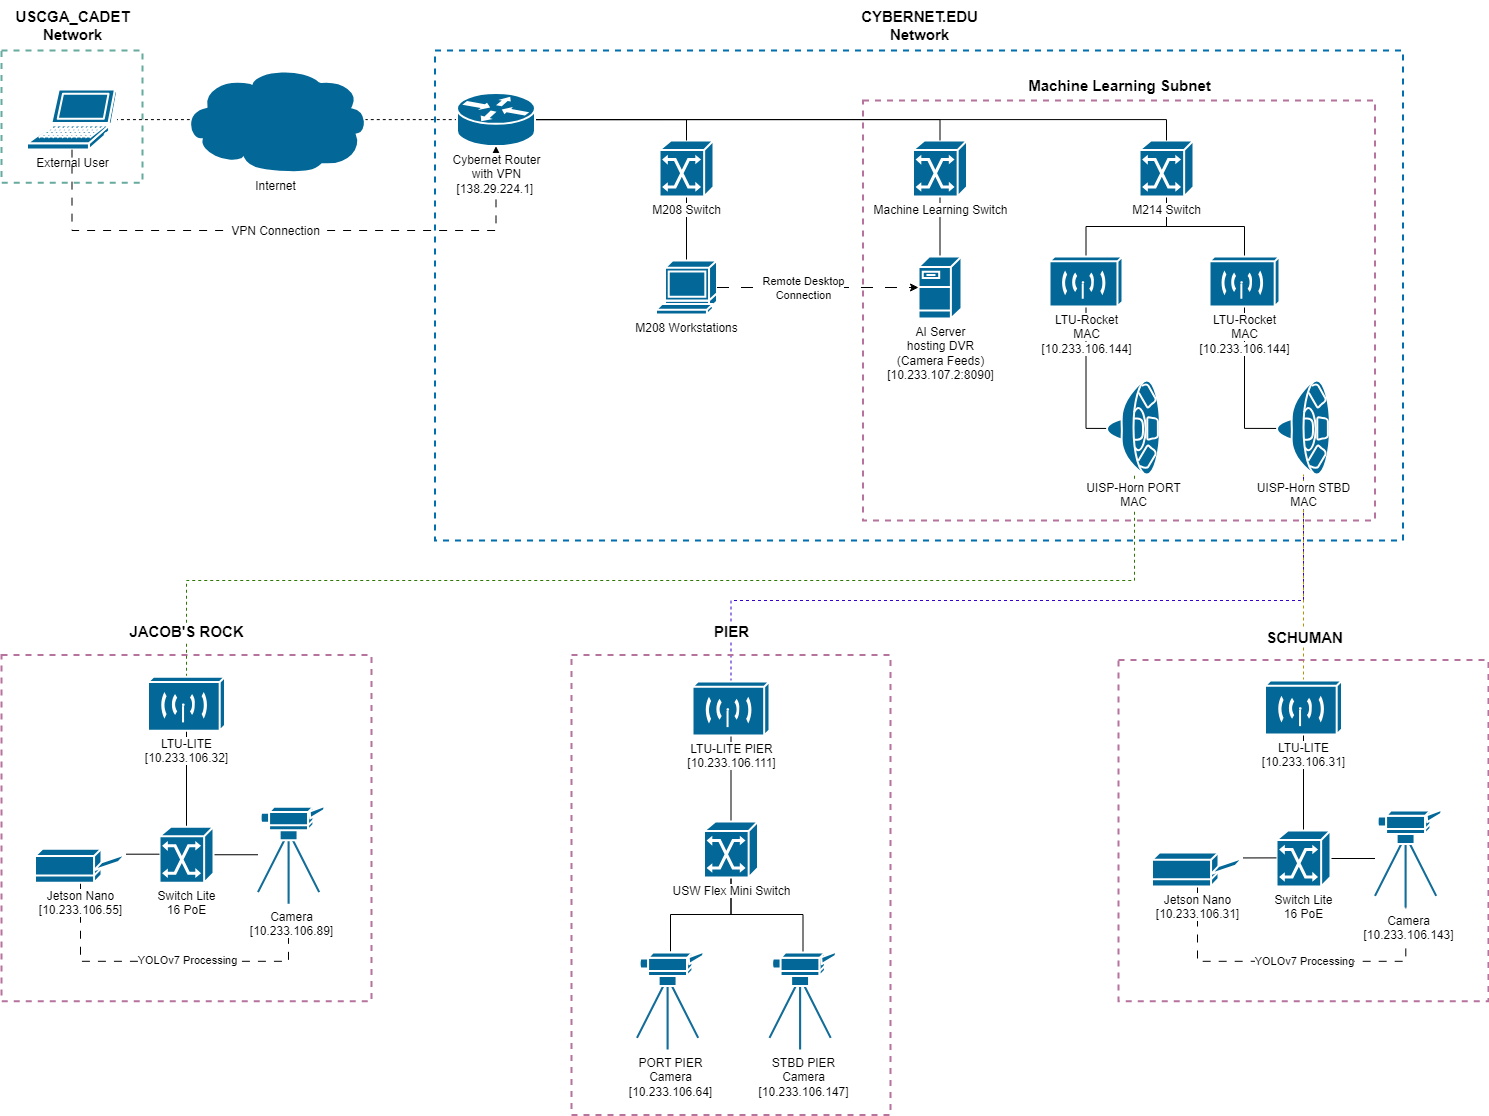 USCGA_CADET
Network
CYBERNET.EDU
Network
Machine Learning Subnet
External User
Internet
Cybernet Router
with VPN
[138.29.224.1]
VPN Connection
M208 Switch
Machine Learning Switch
M214 Switch
Remote Desktop
Connection
M208 Workstations
AI Server
hosting DVR
(Camera Feeds)
[10.233.107.2:8090]
LTU-Rocket
MAC
[10.233.106.144]
LTU-Rocket
MAC
[10.233.106.144]
UISP-Horn PORT
MAC
UISP-Horn STBD
MAC
JACOB'S ROCK
LTU-LITE
[10.233.106.32]
Jetson Nano
[10.233.106.55]
Switch Lite
16 PoE
Camera
[10.233.106.89]
YOLOv7 Processing
PIER
LTU-LITE PIER
[10.233.106.111]
USW Flex Mini Switch
PORT PIER
Camera
[10.233.106.64]
STBD PIER
Camera
[10.233.106.147]
SCHUMAN
LTU-LITE
[10.233.106.31]
Jetson Nano
[10.233.106.31]
Switch Lite
16 PoE
Camera
[10.233.106.143]
YOLOv7 Processing